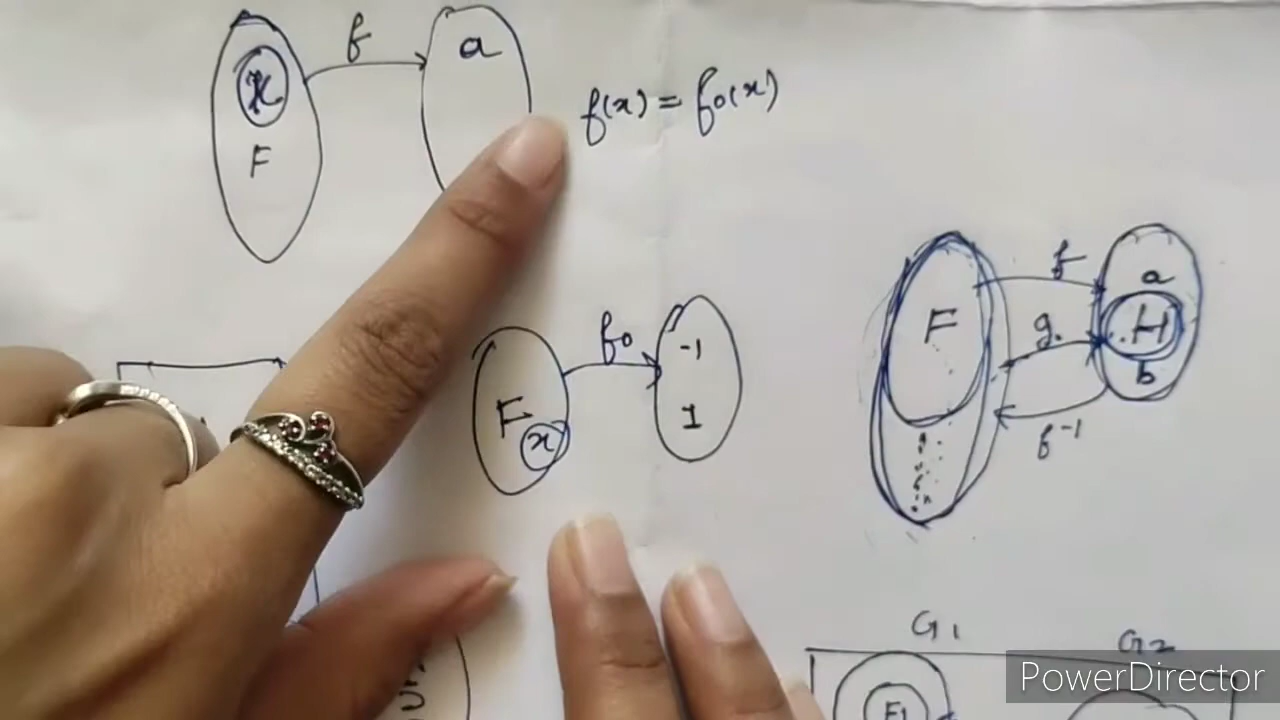 f
a
x
F
f(x) = f0(x)
f0
-1
F
1
x
f
a
F
g
H
b
f-1
G1
G2
F1
PowerDirector